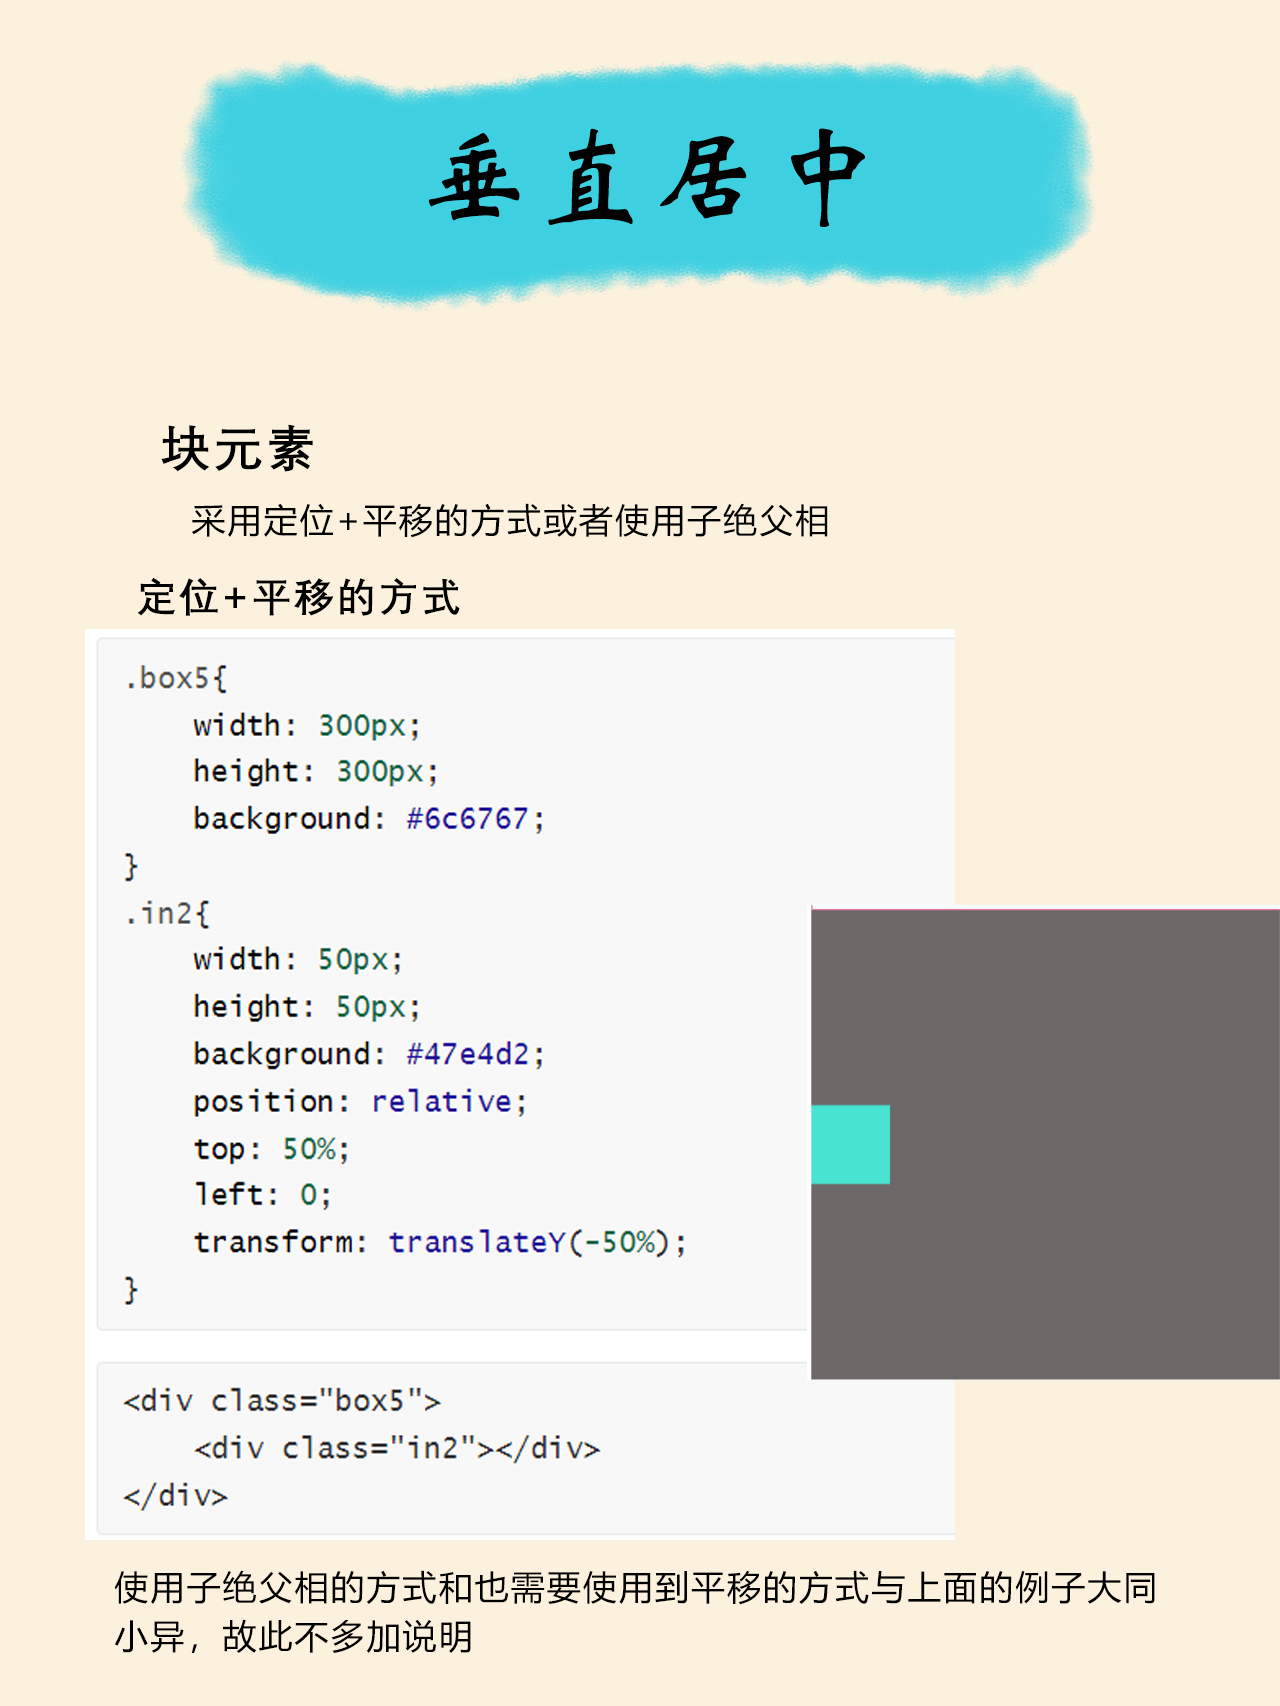 垂直居中
块元素
采用定位+平移的方式或者使用子绝父相
定位+平移的方式
.box5{
    width: 300px;
    height: 300px;
    background: #6c6767;
}
.in2{
    width: 50px;
    height: 50px;
    background: #47e4d2;
    position: relative;
    top: 50%;
    left: 0;
    transform: translateY(-50%);
}
<div class="box5">
    <div class="in2"></div>
</div>
使用子绝父相的方式和也需要使用到平移的方式与上面的例子大同
小异，故此不多加说明